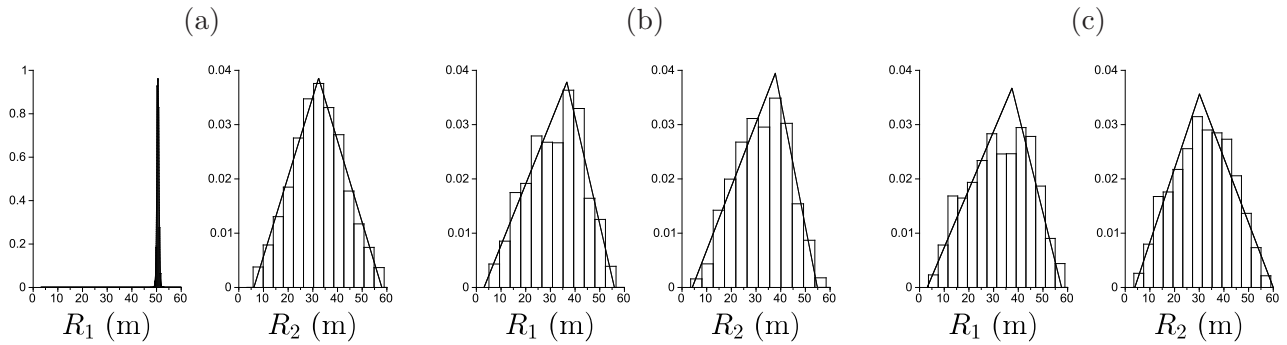 (a) (b) (c)
1 0.04 0.04 0.04 0.04 0.04
0.8 0.03 0.03 0.03 0.03 0.03
0.6
0.02 0.02 0.02 0.02 0.02
0.4
0.01 0.01 0.01 0.01 0.01
0.2
0 0 0 0 0 0
0 10 20 30 40 50 60 0 10 20 30 40 50 60 0 10 20 30 40 50 60 0 10 20 30 40 50 60 0 10 20 30 40 50 60 0 10 20 30 40 50 60
R₁ (m) R₂ (m) R₁ (m) R₂ (m) R₁ (m) R₂ (m)